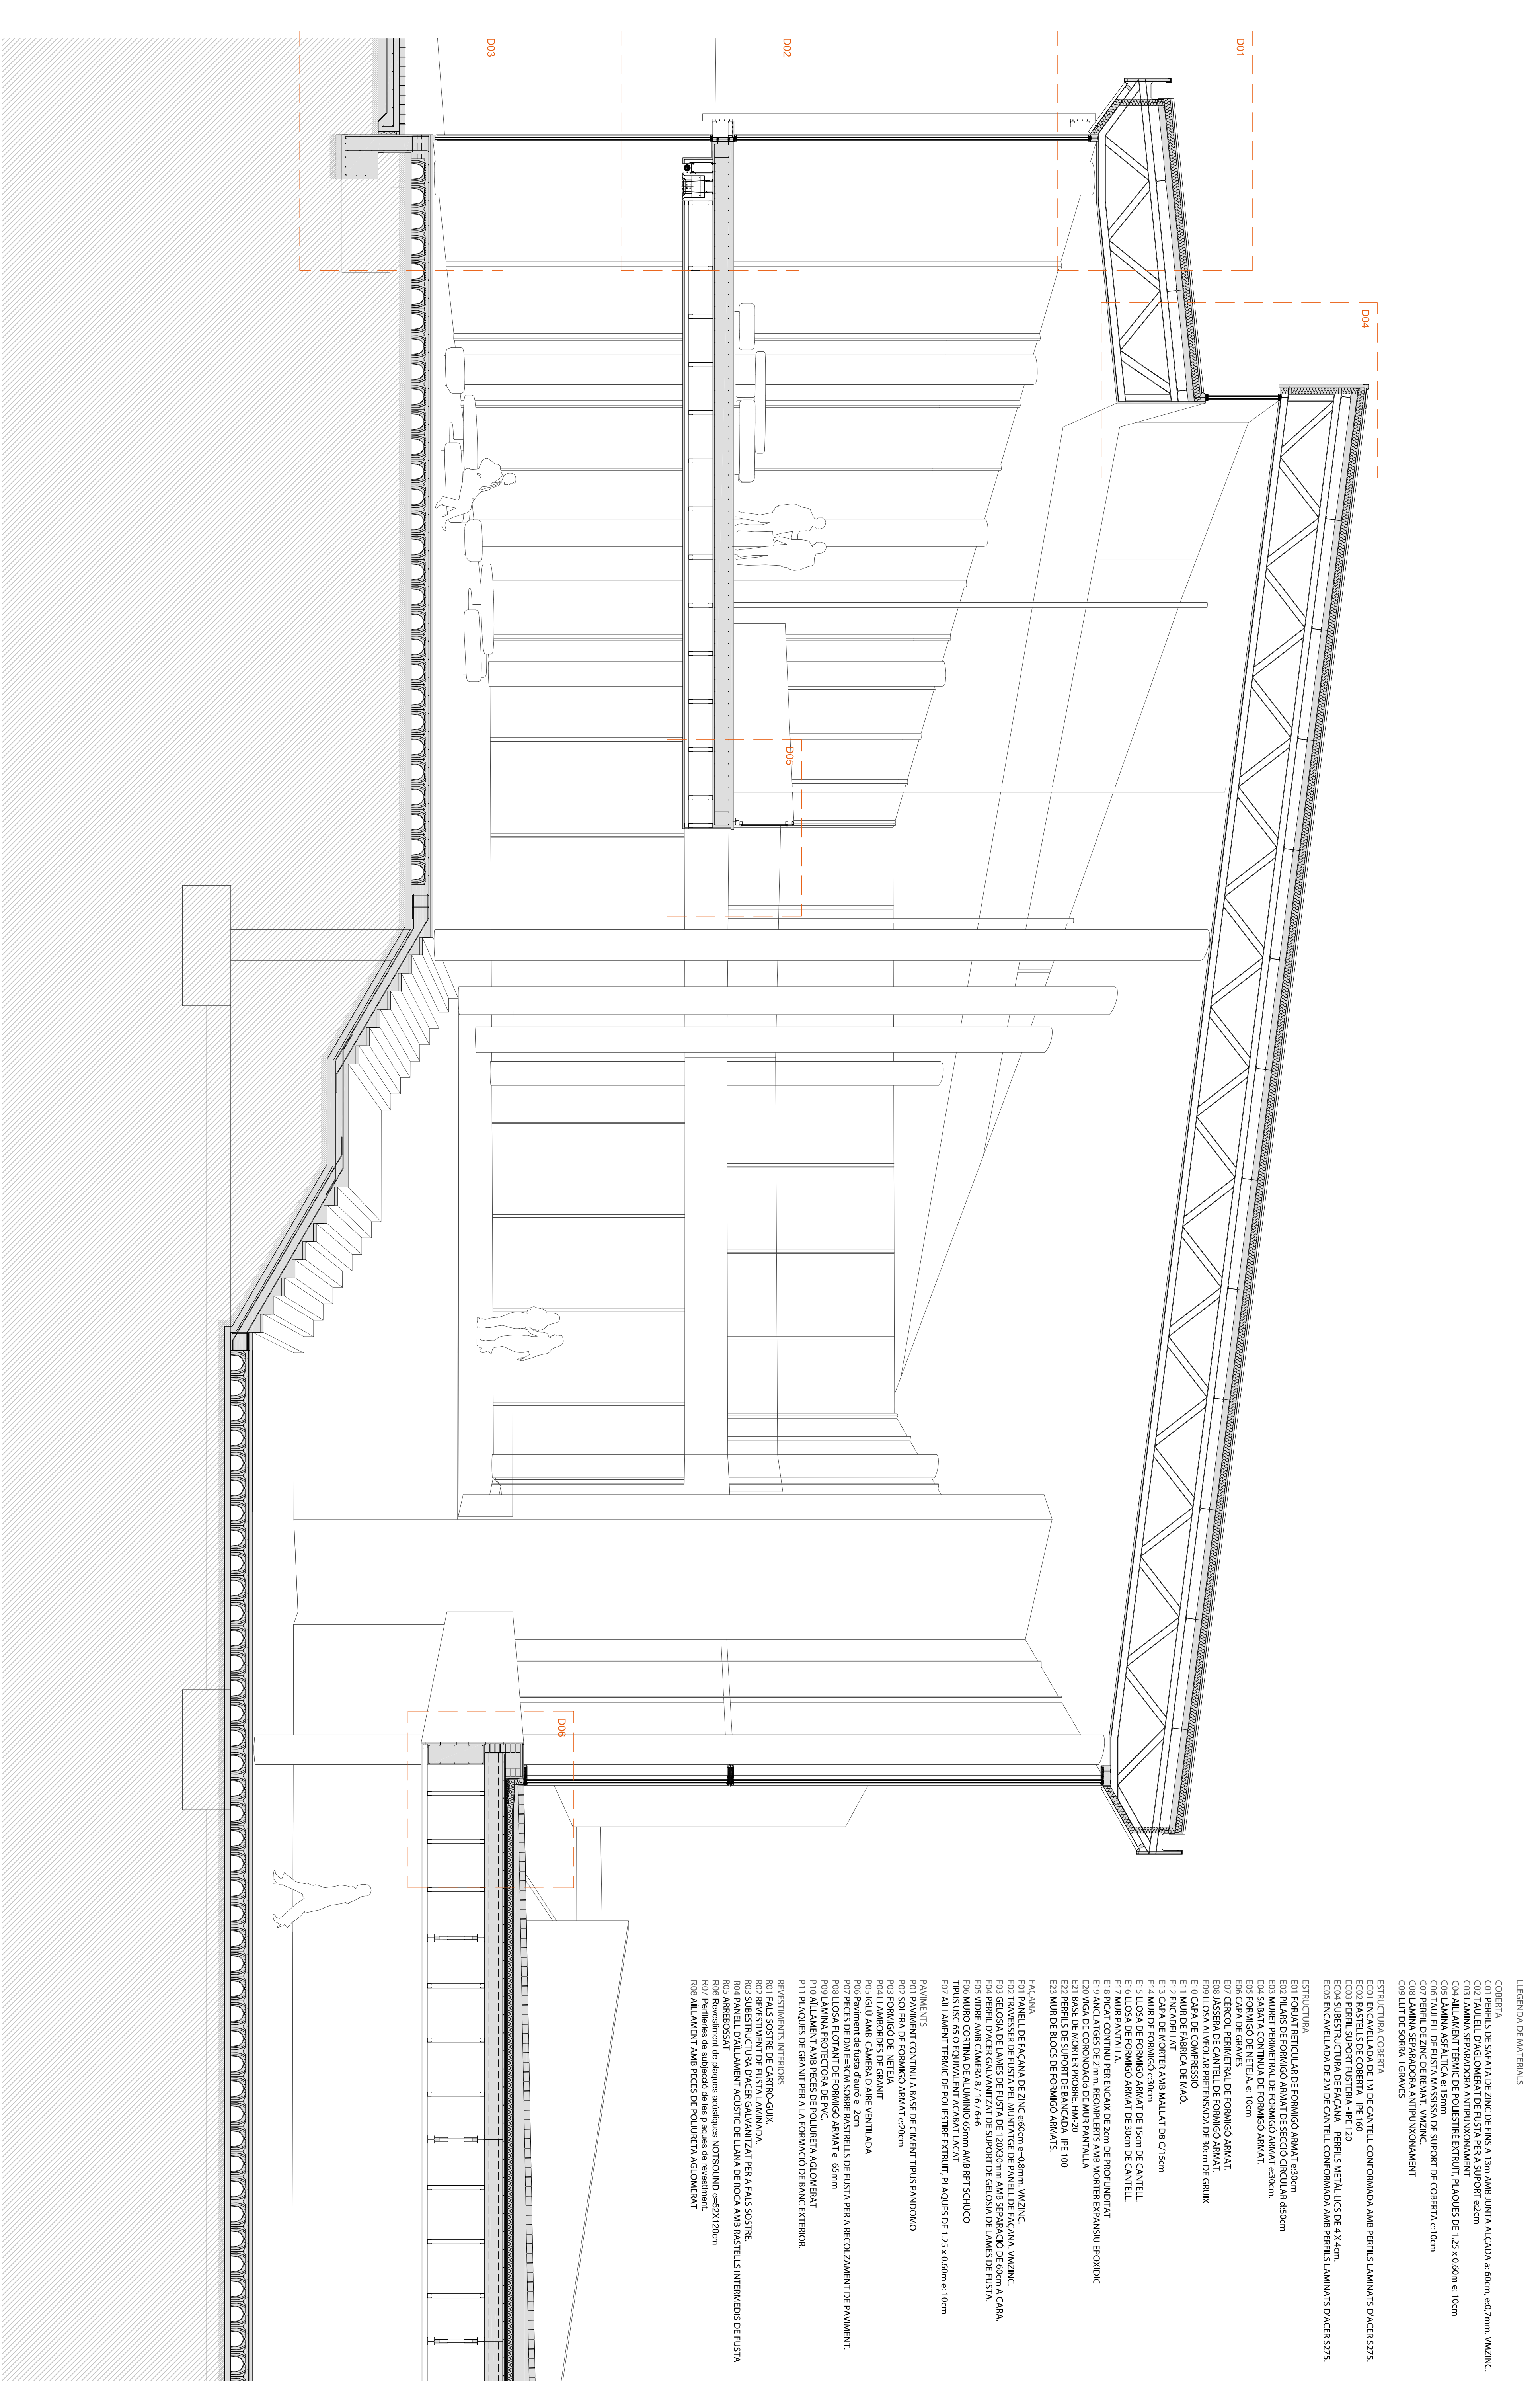 LLEGENDA DE MATERIALS
COBERTA
C01 PERFILS DE SAFATA DE ZINC DE FINS A 13m AMB JUNTA ALÇADA a: 60cm, e:0,7mm. VMZINC.
C02 TAULELL D'AGLOMERAT DE FUSTA PER A SUPORT e:2cm
C03 LÀMINA SEPARADORA ANTIPUNXONAMENT
C04 AÏLLAMENT TÈRMIC DE POLIESTIRÈ EXTRUÏT, PLAQUES DE 1.25 x 0.60m e: 10cm
C05 LÀMINA ASFÀLTICA e: 15mm
C06 TAULELL DE FUSTA MASSISSA DE SUPORT DE COBERTA e:10cm
C07 PERFIL DE ZINC DE REMAT. VMZINC.
C08 LAMINA SEPARADORA ANTIPUNXONAMENT
C09 LLIT DE SORRA I GRAVES
ESTRUCTURA COBERTA
EC01 ENCAVELLADA DE 1M DE CANTELL CONFORMADA AMB PERFILS LAMINATS D'ACER S275.
EC02 RASTELLS DE COBERTA - IPE 160
EC03 PERFIL SUPORT FUSTERIA - IPE 120
EC04 SUBESTRUCTURA DE FAÇANA - PERFILS METÀL·LICS DE 4 X 4cm.
EC05 ENCAVELLADA DE 2M DE CANTELL CONFORMADA AMB PERFILS LAMINATS D'ACER S275.
ESTRUCTURA
E01 FORJAT RETICULAR DE FORMIGÓ ARMAT e:30cm
E02 PILARS DE FORMIGÓ ARMAT DE SECCIÓ CIRCULAR d:50cm
E03 MURET PERIMETRAL DE FORMIGÓ ARMAT e:30cm.
E04 SABATA CONTÍNUA DE FORMIGÓ ARMAT.
E05 FORMIGÓ DE NETEJA. e: 10cm
E06 CAPA DE GRAVES
E07 CÈRCOL PERIMETRAL DE FORMIGÓ ARMAT.
E08 JÀSSERA DE CANTELL DE FORMIGÓ ARMAT.
E09 LLOSA ALVEOLAR PRETENSADA DE 30cm DE GRUIX
E10 CAPA DE COMPRESSIÓ
E11 MUR DE FÀBRICA DE MAÓ.
E12 ENCADELLAT
E13 CAPA DE MORTER AMB MALLAT D8 C/15cm
E14 MUR DE FORMIGÓ e:30cm
E15 LLOSA DE FORMIGÓ ARMAT DE 15cm DE CANTELL.
E16 LLOSA DE FORMIGÓ ARMAT DE 30cm DE CANTELL.
E17 MUR PANTALLA.
E18 PICAT CONTINU PER ENCAIX DE 2cm DE PROFUNDITAT
E19 ANCLATGES DE 2'mm. REOMPLERTS AMB MORTER EXPANSIU EPOXIDIC
E20 VIGA DE CORONOACIó DE MUR PANTALLA
E21 BASE DE MORTER PROBRE. HM-20
E22 PERFILS DE SUPORT DE BANCADA -IPE 100
E23 MUR DE BLOCS DE FORMIGÓ ARMATS.
FAÇANA
F01 PANELL DE FAÇANA DE ZINC e60cm e=0,8mm. VMZINC.
F02 TRAVESSER DE FUSTA PEL MUNTATGE DE PANELL DE FAÇANA. VMZINC.
F03 GELOSIA DE LAMES DE FUSTA DE 120X30mm AMB SEPARACIÓ DE 60cm A CARA.
F04 PERFIL D'ACER GALVANITZAT DE SUPORT DE GELOSIA DE LAMES DE FUSTA.
F05 VIDRE AMB CÀMERA 8 / 16 / 6+6
F06 MURO CORTINA DE ALUMINIO 65mm AMB RPT SCHÜCO
TIPUS USC 65 O EQUIVALENT ACABAT LACAT
F07 AÏLLAMENT TÈRMIC DE POLIESTIRÈ EXTRUÏT, PLAQUES DE 1.25 x 0.60m e: 10cm
PAVIMENTS
P01 PAVIMENT CONTINU A BASE DE CIMENT TIPUS PANDOMO
P02 SOLERA DE FORMIGÓ ARMAT e:20cm
P03 FORMIGÓ DE NETEJA
P04 LLAMBORDES DE GRANIT
P05 IGLÚ AMB CÀMERA D'AIRE VENTILADA
P06 Paviment de fusta d'auró e=2cm
P07 PECES DE DM E=3CM SOBRE RASTRELLS DE FUSTA PER A RECOLZAMENT DE PAVIMENT.
P08 LLOSA FLOTANT DE FORMIGÓ ARMAT e=65mm
P09 LÀMINA PROTECTORA DE PVC.
P10 AÏLLAMENT AMB PECES DE POLIURETA AGLOMERAT
P11 PLAQUES DE GRANIT PER A LA FORMACIÓ DE BANC EXTERIOR.
REVESTIMENTS INTERIORS
R01 FALS SOSTRE DE CARTRÓ-GUIX.
R02 REVESTIMENT DE FUSTA LAMINADA.
R03 SUBESTRUCTURA D'ACER GALVANITZAT PER A FALS SOSTRE.
R04 PANELL D'AÏLLAMENT ACÚSTIC DE LLANA DE ROCA AMB RASTELLS INTERMEDIS DE FUSTA
R05 ARREBOSSAT
R06 Revestiment de plaques acústiques NOTSOUND e=52X120cm
R07 Perfileries de subjecció de les plaques de revestiment.
R08 AÏLLAMENT AMB PECES DE POLIURETA AGLOMERAT
D01
D02
D03
D04
D05
D06